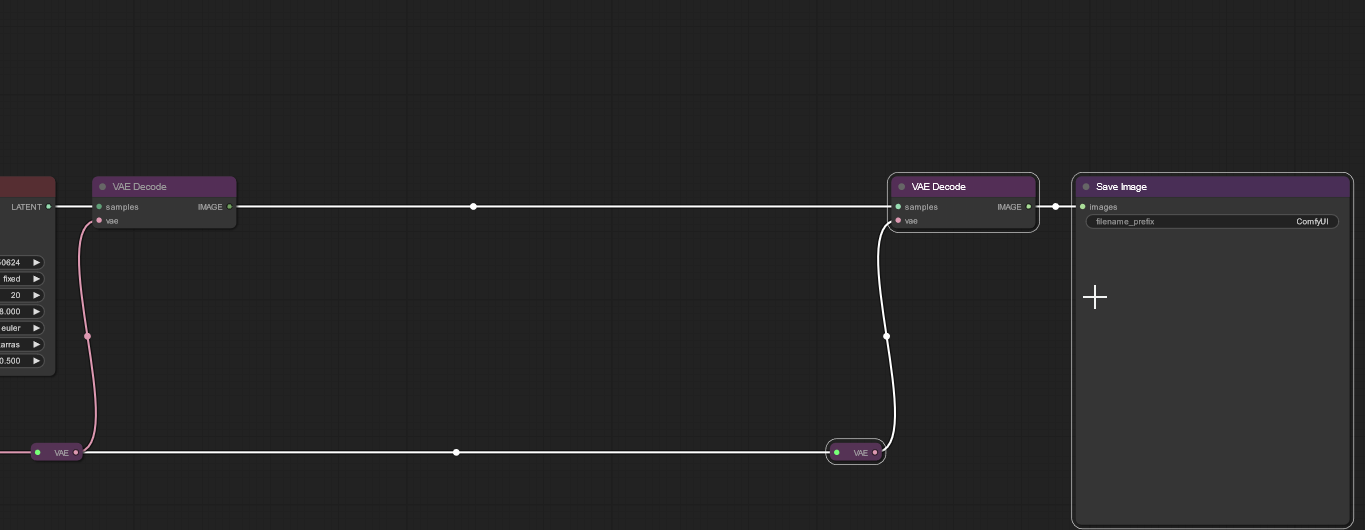 VAE Decode
VAE Decode
Save Image
LATENT
samples
IMAGE
samples
IMAGE
images
vae
vae
filename_prefix
ComfyUI
50624
fixed
20
8.000
euler
arras
0.500
VAE
VAE